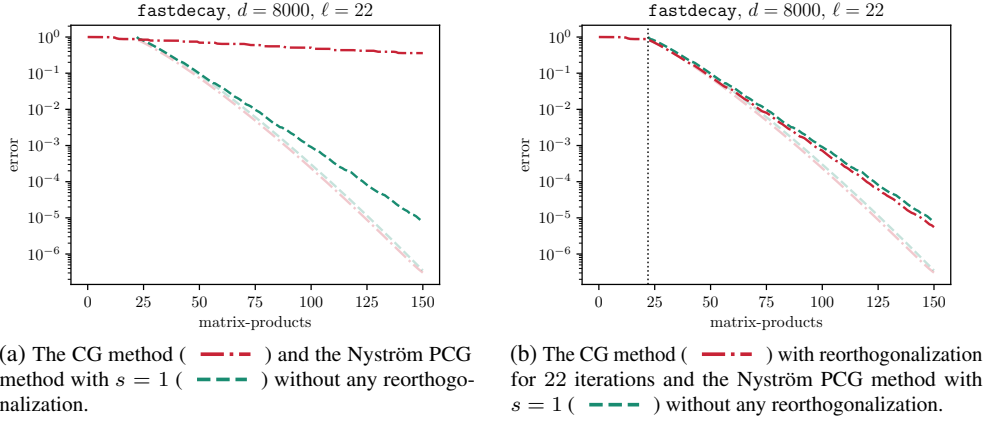 fastdecay, d = 8000, ℓ = 22
10⁰
10⁻¹
10⁻²
10⁻³
10⁻⁴
10⁻⁵
10⁻⁶
error
0 25 50 75 100 125 150
matrix-products
(a) The CG method ( ) and the Nyström PCG
method with s = 1 ( ) without any reorthogo-
nalization.
fastdecay, d = 8000, ℓ = 22
10⁰
10⁻¹
10⁻²
10⁻³
10⁻⁴
10⁻⁵
10⁻⁶
error
0 25 50 75 100 125 150
matrix-products
(b) The CG method ( ) with reorthogonalization
for 22 iterations and the Nyström PCG method with
s = 1 ( ) without any reorthogonalization.